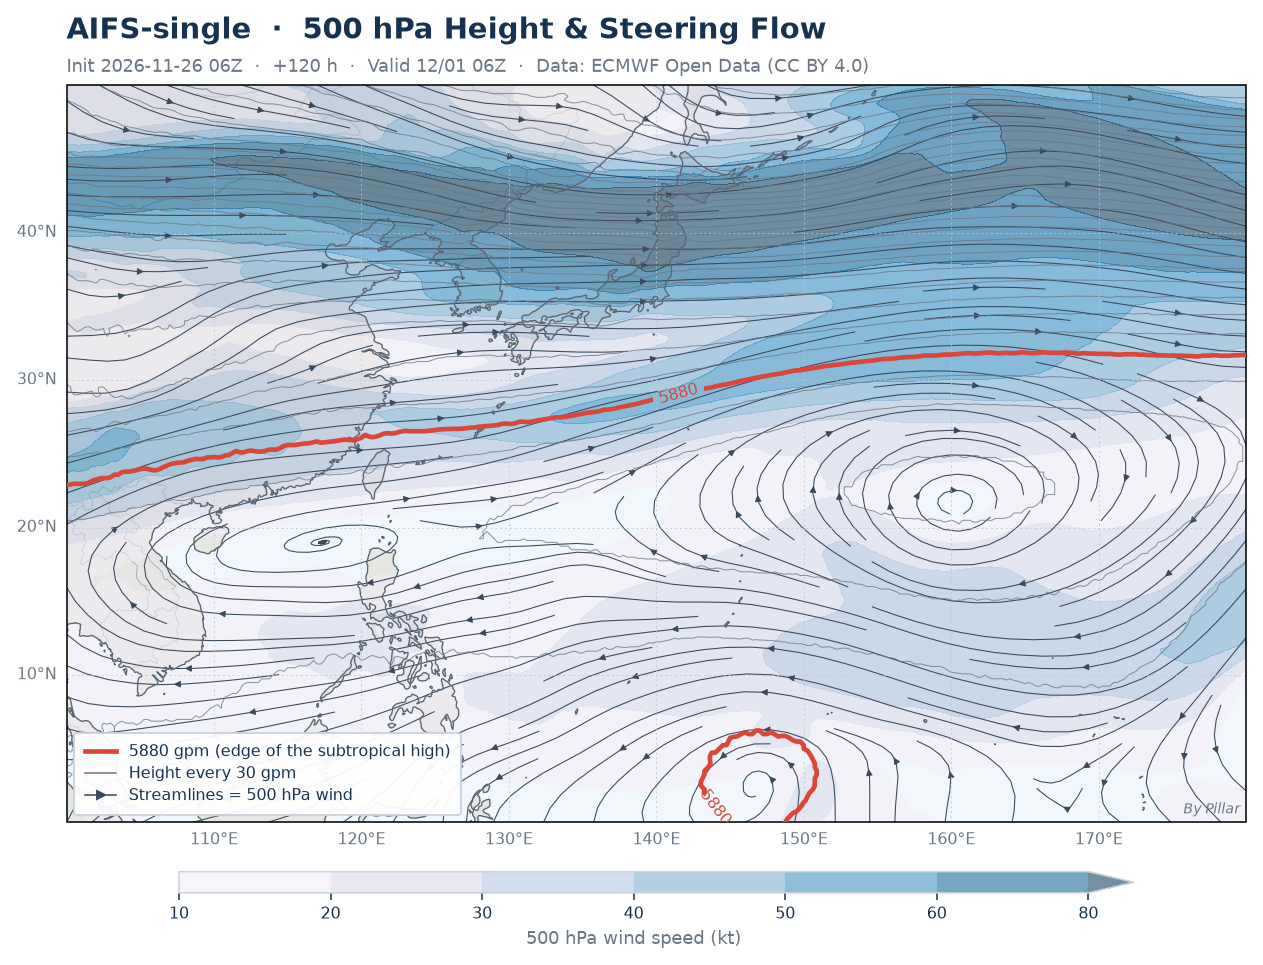 AIFS-single · 500 hPa Height & Steering Flow
Init 2026-11-26 06Z · +120 h · Valid 12/01 06Z · Data: ECMWF Open Data (CC BY 4.0)
40°N
30°N
20°N
10°N
5880
5880
5880 gpm (edge of the subtropical high)
Height every 30 gpm
Streamlines = 500 hPa wind
By Pillar
110°E 120°E 130°E 140°E 150°E 160°E 170°E
10 20 30 40 50 60 80
500 hPa wind speed (kt)